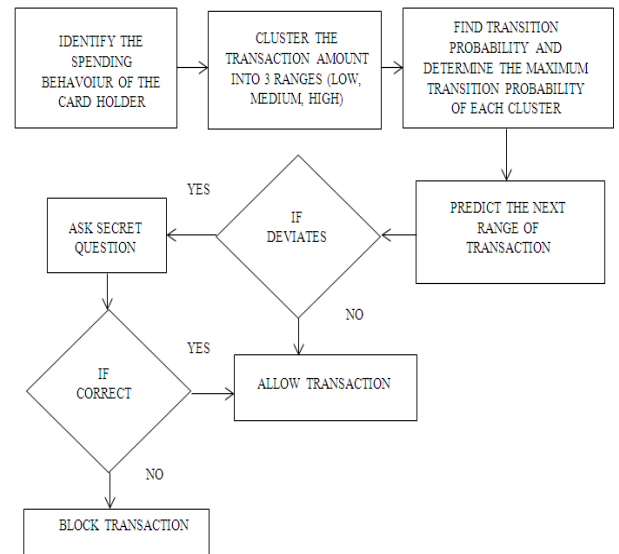 IDENTIFY THE
SPENDING
BEHAVOIUR OF THE
CARD HOLDER
CLUSTER THE
TRANSACTION AMOUNT
INTO 3 RANGES (LOW,
MEDIUM, HIGH)
FIND TRANSITION
PROBABILITY AND
DETERMINE THE MAXIMUM
TRANSITION PROBABILITY
OF EACH CLUSTER
PREDICT THE NEXT
RANGE OF
TRANSACTION
IF
DEVIATES
YES
ASK SECRET
QUESTION
NO
ALLOW TRANSACTION
IF
CORRECT
YES
NO
BLOCK TRANSACTION